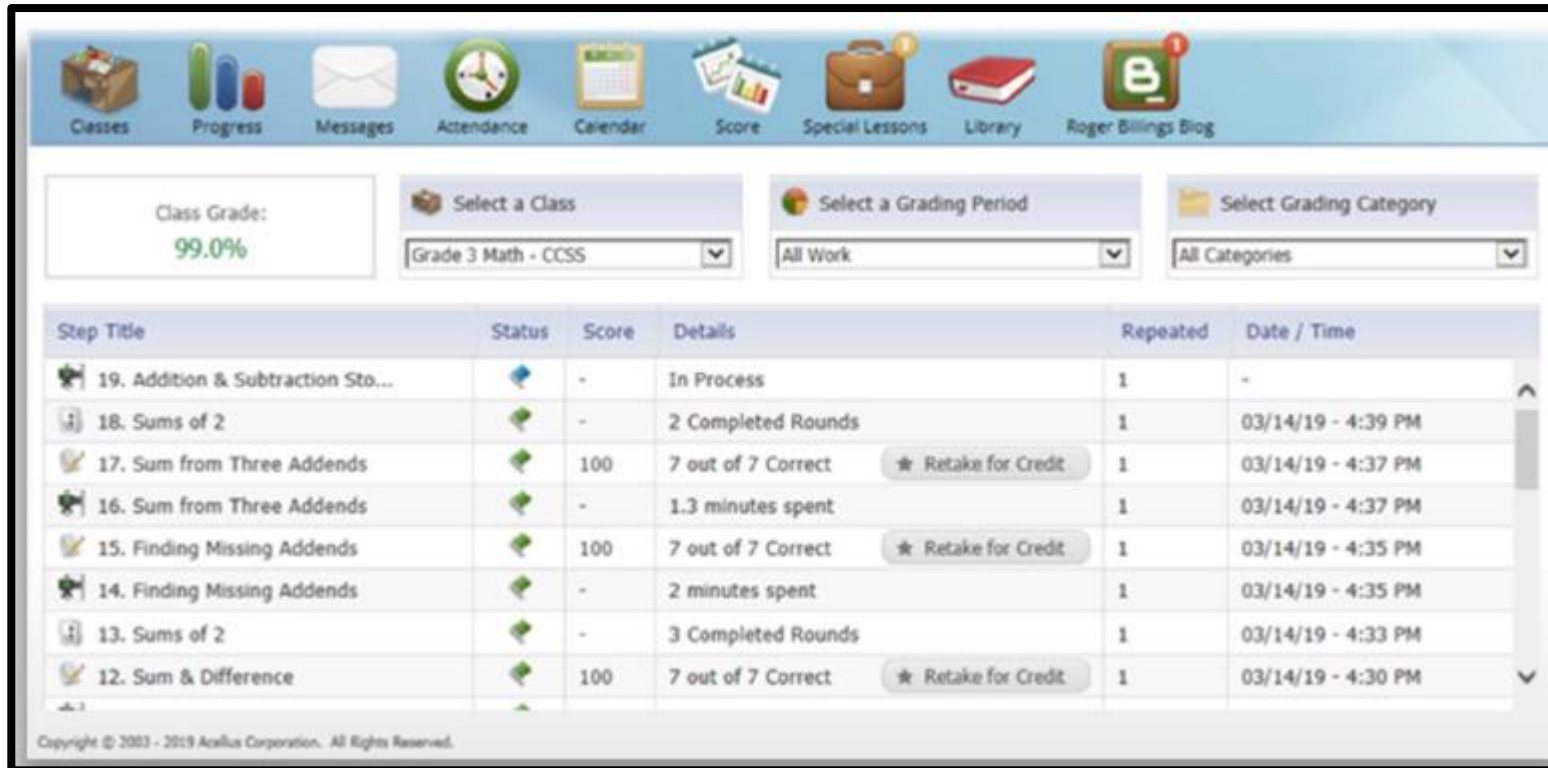 Classes Progress Messages Attendance Calendar Score Special Lessons Library Roger Billings Blog
Class Grade:
99.0%
Select a Class
Grade 3 Math - CCSS
Select a Grading Period
All Work
Select Grading Category
All Categories
Step Title Status Score Details Repeated Date / Time
19. Addition & Subtraction Sto... - In Process 1 -
18. Sums of 2 - 2 Completed Rounds 1 03/14/19 - 4:39 PM
17. Sum from Three Addends 100 7 out of 7 Correct Retake for Credit 1 03/14/19 - 4:37 PM
16. Sum from Three Addends - 1.3 minutes spent 1 03/14/19 - 4:37 PM
15. Finding Missing Addends 100 7 out of 7 Correct Retake for Credit 1 03/14/19 - 4:35 PM
14. Finding Missing Addends - 2 minutes spent 1 03/14/19 - 4:35 PM
13. Sums of 2 - 3 Completed Rounds 1 03/14/19 - 4:33 PM
12. Sum & Difference 100 7 out of 7 Correct Retake for Credit 1 03/14/19 - 4:30 PM
Copyright © 2003 - 2019 Acellus Corporation. All Rights Reserved.